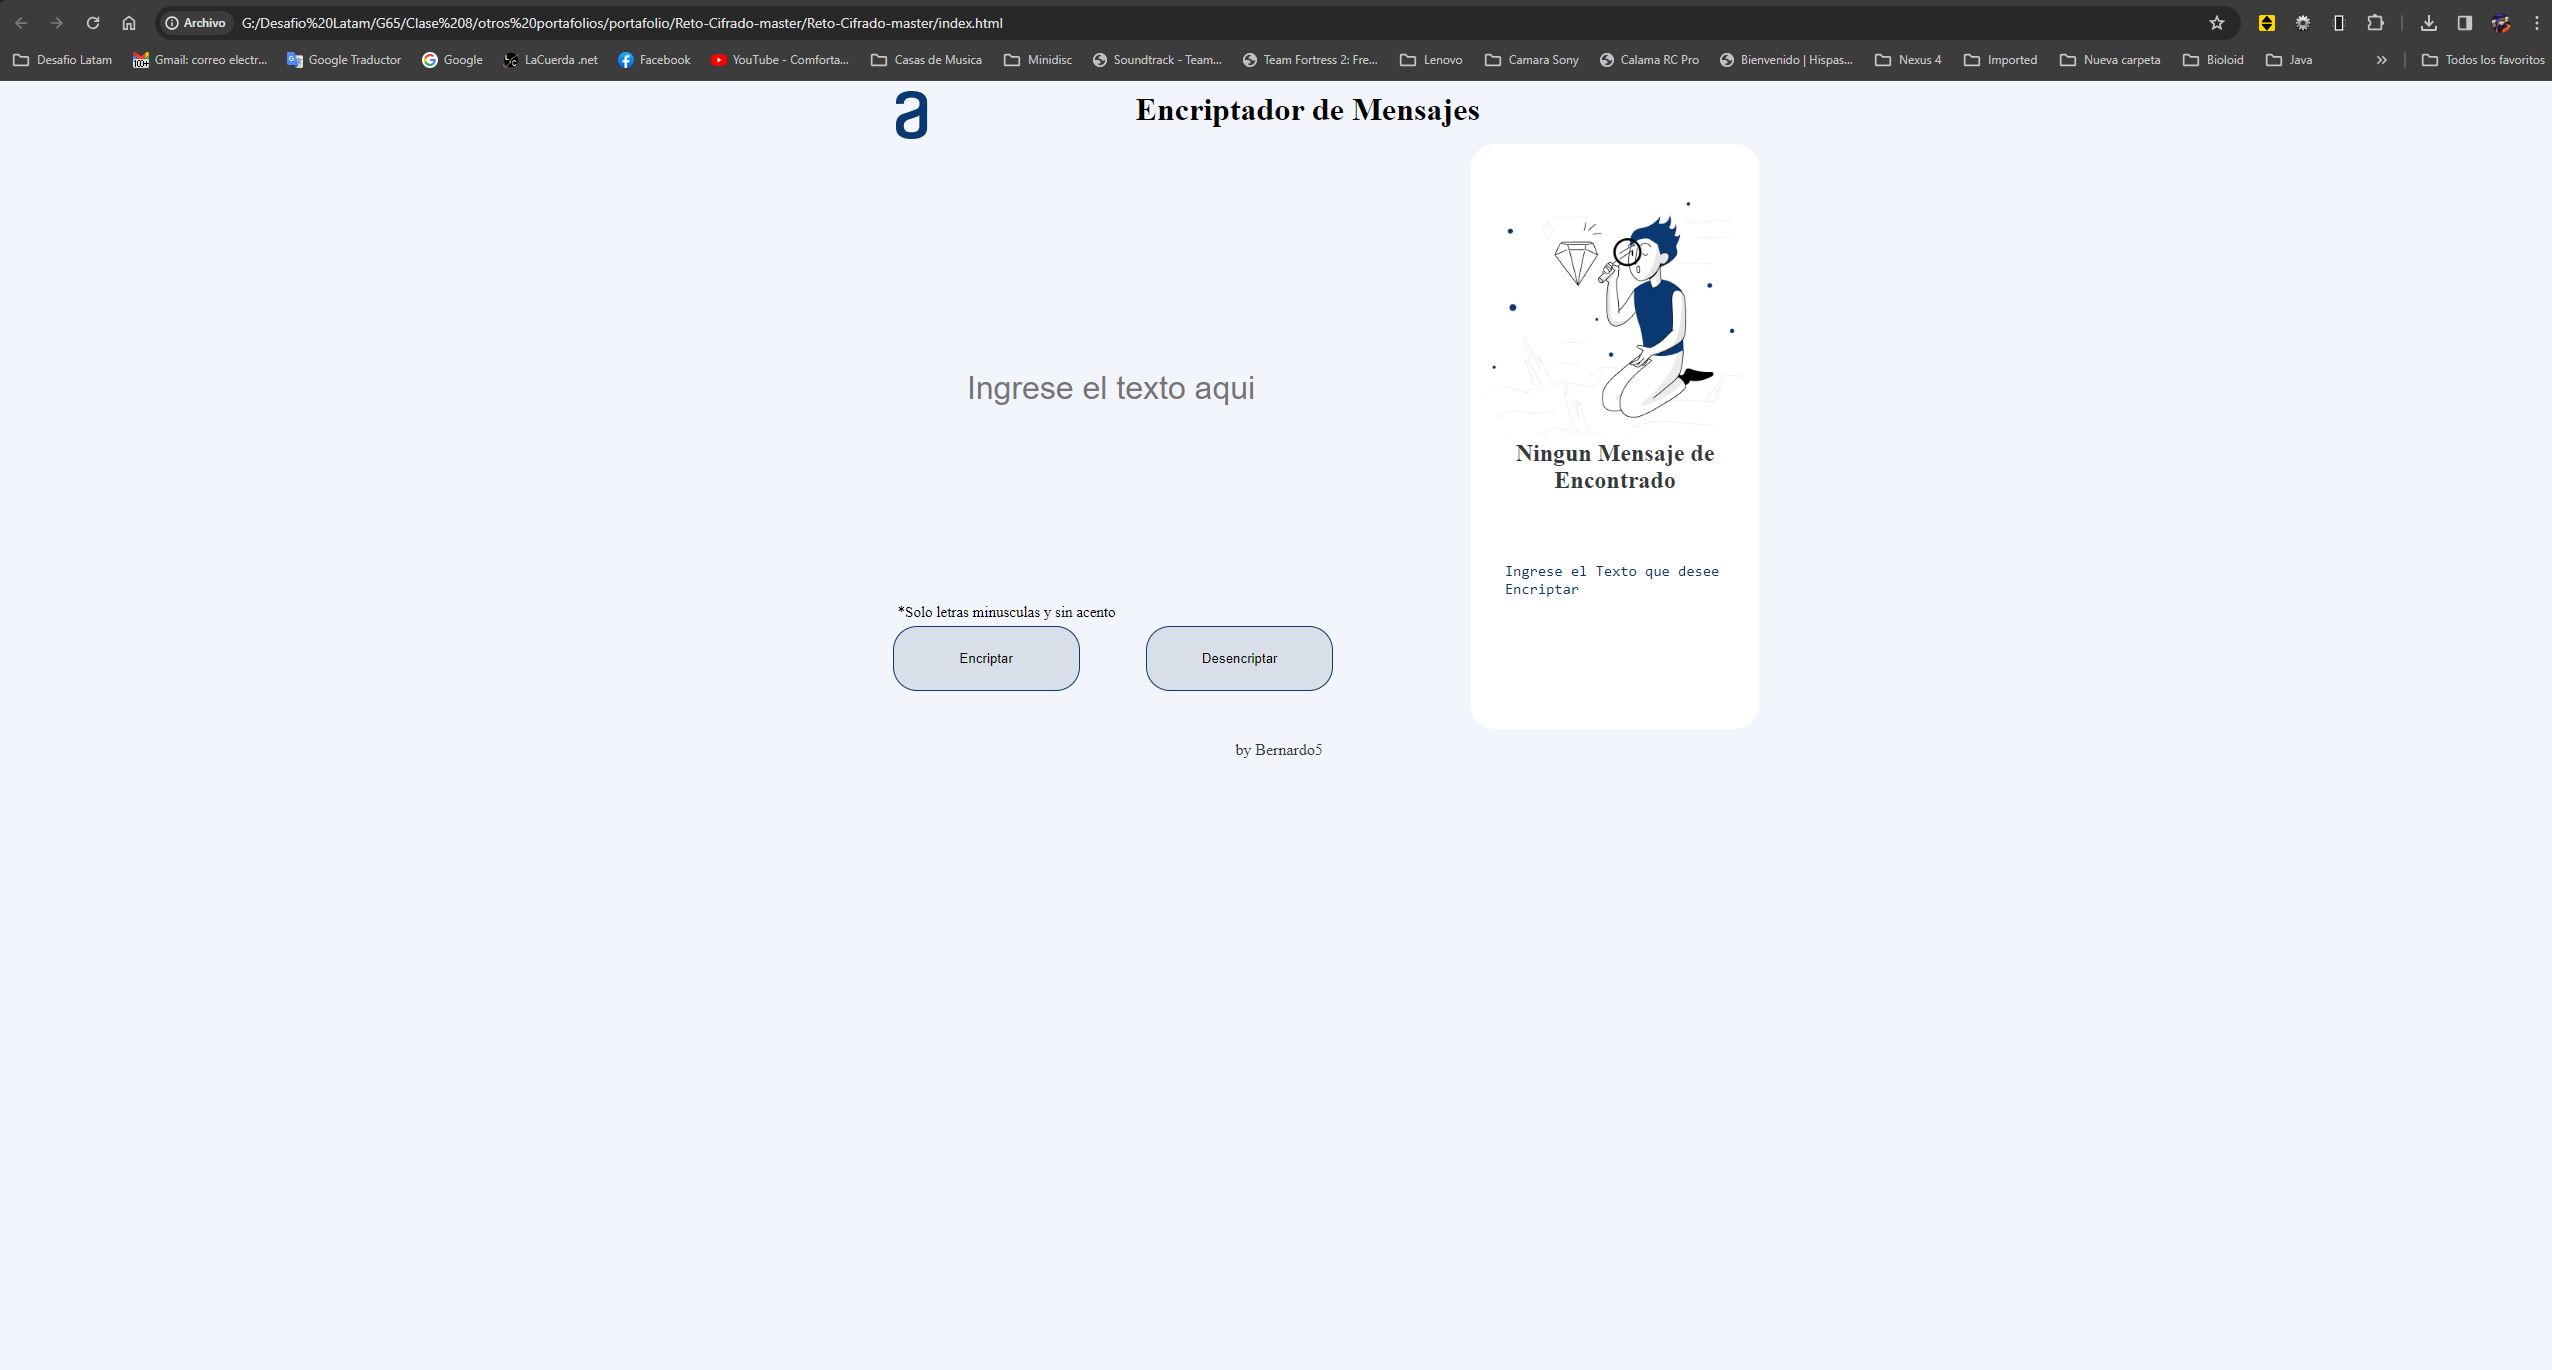 Archivo G:/Desafio%20Latam/G65/Clase%208/otros%20portafolios/portafolio/Reto-Cifrado-master/Reto-Cifrado-master/index.html
Desafio Latam Gmail: correo electr... Google Traductor Google LaCuerda .net Facebook YouTube - Comforta... Casas de Musica Minidisc Soundtrack - Team... Team Fortress 2: Fre... Lenovo Camara Sony Calama RC Pro Bienvenido | Hispas... Nexus 4 Imported Nueva carpeta Bioloid Java » Todos los favoritos
a
Encriptador de Mensajes
Ingrese el texto aqui
*Solo letras minusculas y sin acento
Encriptar Desencriptar
Ningun Mensaje de
Encontrado
Ingrese el Texto que desee
Encriptar
by Bernardo5